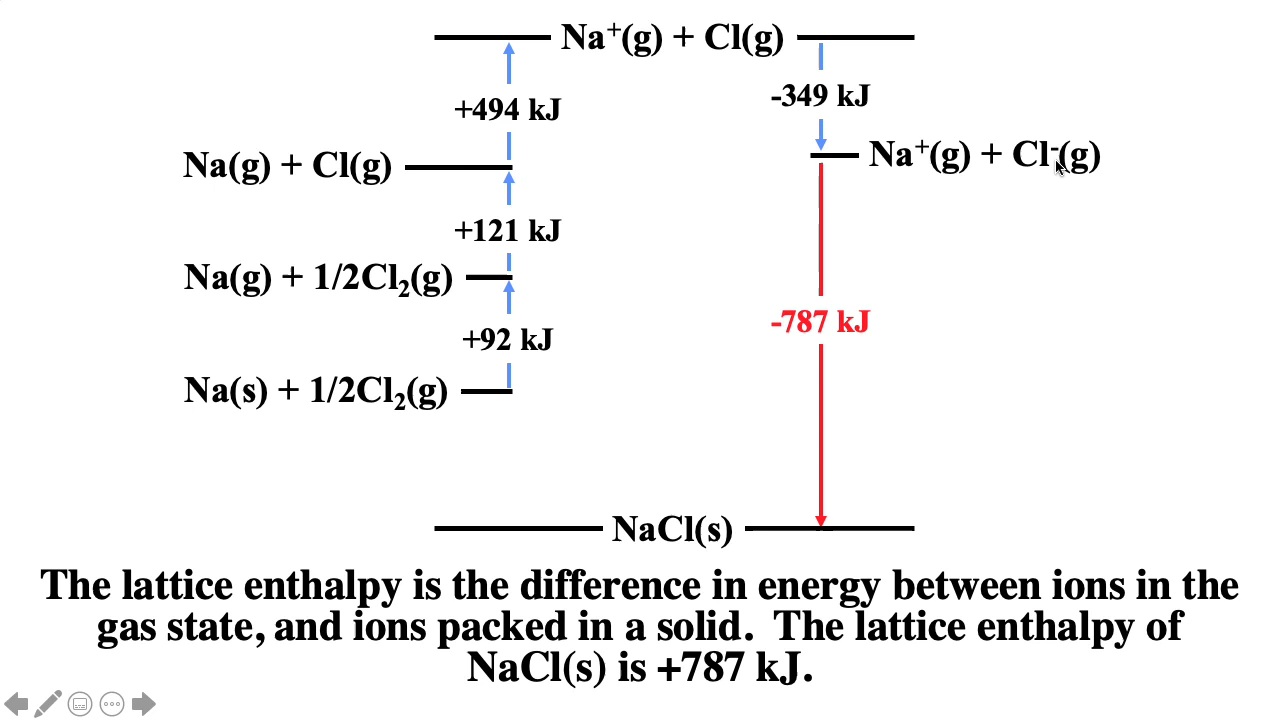 Na⁺(g) + Cl(g)
+494 kJ
-349 kJ
Na(g) + Cl(g)
Na⁺(g) + Cl⁻(g)
+121 kJ
Na(g) + 1/2Cl₂(g)
-787 kJ
+92 kJ
Na(s) + 1/2Cl₂(g)
NaCl(s)
The lattice enthalpy is the difference in energy between ions in the
gas state, and ions packed in a solid.  The lattice enthalpy of
NaCl(s) is +787 kJ.